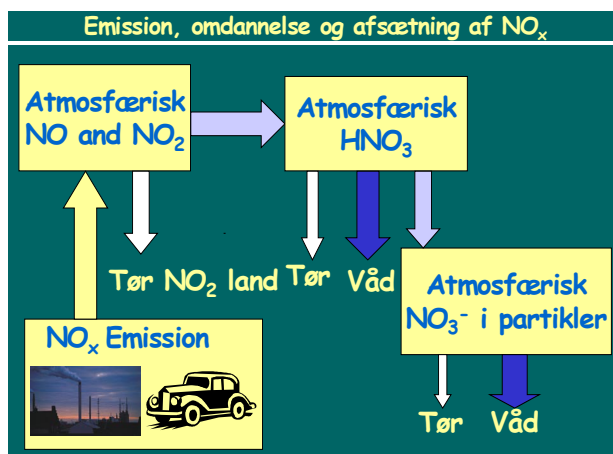 Emission, omdannelse og afsætning af NOₓ
Atmosfærisk
NO and NO₂
Atmosfærisk
HNO₃
Tør NO₂ land
Tør
Våd
Atmosfærisk
NO₃⁻ i partikler
NOₓ Emission
Tør
Våd